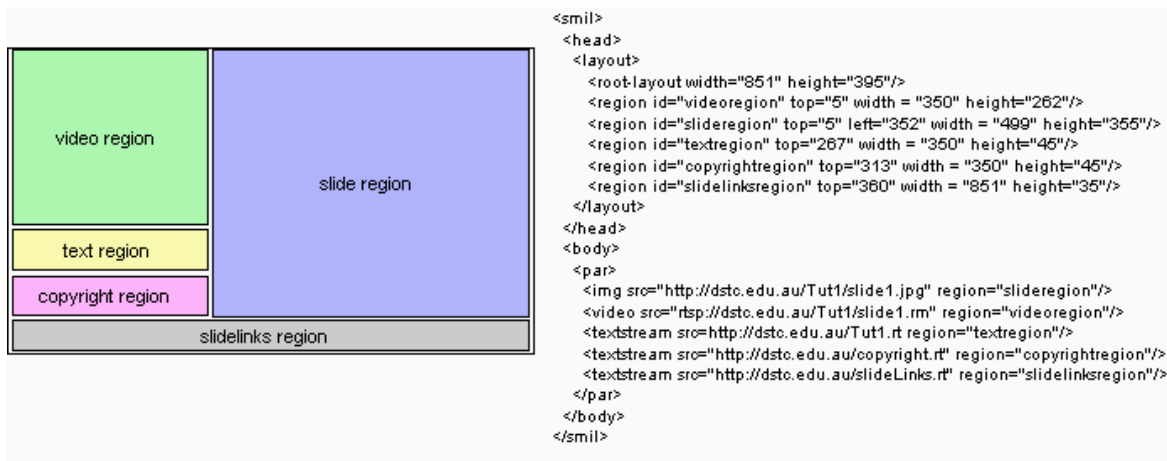 video region
slide region
text region
copyright region
slidelinks region
<smil>
<head>
<layout>
<root-layout width="851" height="395"/>
<region id="videoregion" top="5" width = "350" height="262"/>
<region id="slideregion" top="5" left="352" width = "499" height="355"/>
<region id="textregion" top="267" width = "350" height="45"/>
<region id="copyrightregion" top="313" width = "350" height="45"/>
<region id="slidelinksregion" top="360" width = "851" height="35"/>
</layout>
</head>
<body>
<par>
<img src="http://dstc.edu.au/Tut1/slide1.jpg" region="slideregion"/>
<video src="rtsp://dstc.edu.au/Tut1/slide1.rm" region="videoregion"/>
<textstream src=http://dstc.edu.au/Tut1.rt region="textregion"/>
<textstream src="http://dstc.edu.au/copyright.rt" region="copyrightregion"/>
<textstream src="http://dstc.edu.au/slideLinks.rt" region="slidelinksregion"/>
</par>
</body>
</smil>